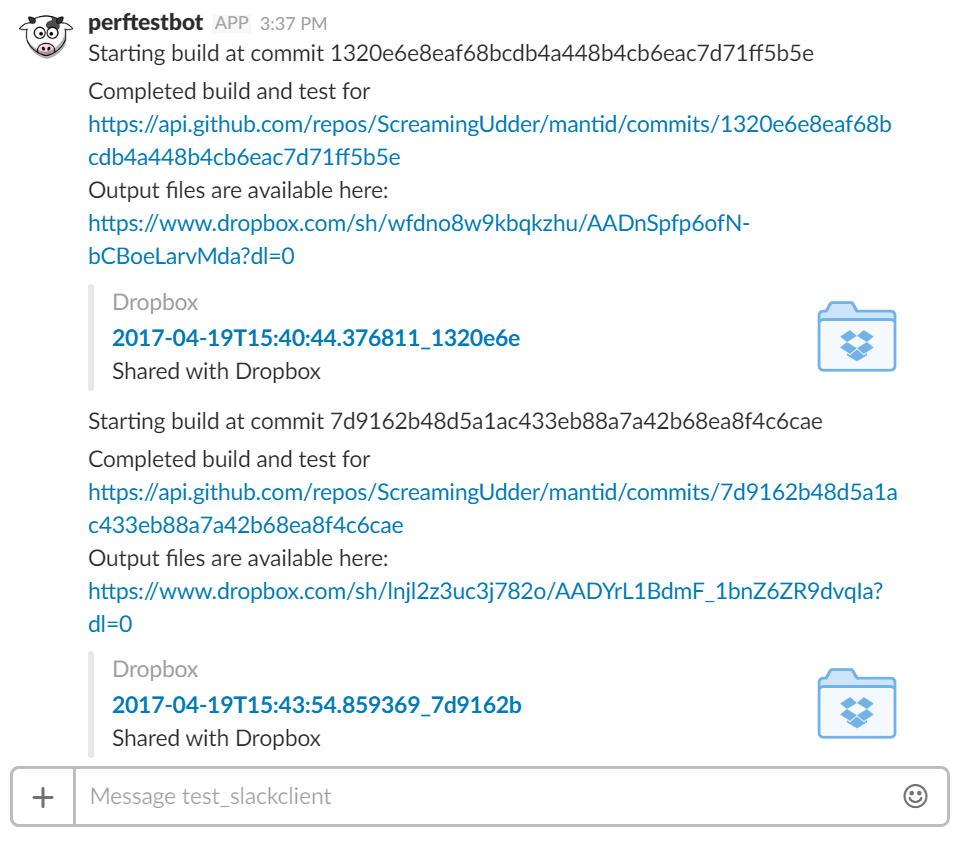 perftestbot APP 3:37 PM
Starting build at commit 1320e6e8eaf68bcdb4a448b4cb6eac7d71ff5b5e
Completed build and test for
https://api.github.com/repos/ScreamingUdder/mantid/commits/1320e6e8eaf68b
cdb4a448b4cb6eac7d71ff5b5e
Output files are available here:
https://www.dropbox.com/sh/wfdno8w9kbqkzhu/AADnSpfp6ofN-
bCBoeLarvMda?dl=0
Dropbox
2017-04-19T15:40:44.376811_1320e6e
Shared with Dropbox
Starting build at commit 7d9162b48d5a1ac433eb88a7a42b68ea8f4c6cae
Completed build and test for
https://api.github.com/repos/ScreamingUdder/mantid/commits/7d9162b48d5a1a
c433eb88a7a42b68ea8f4c6cae
Output files are available here:
https://www.dropbox.com/sh/lnjl2z3uc3j782o/AADYrL1BdmF_1bnZ6ZR9dvqIa?
dl=0
Dropbox
2017-04-19T15:43:54.859369_7d9162b
Shared with Dropbox
Message test_slackclient